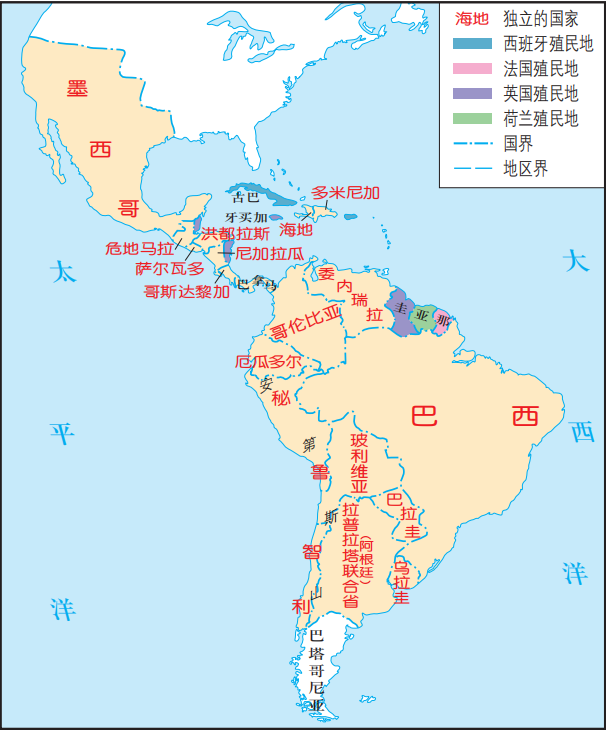 海地 独立的国家
西班牙殖民地
法国殖民地
英国殖民地
荷兰殖民地
国界
地区界
墨西哥
古巴
多米尼加
牙买加
海地
洪都拉斯
危地马拉
尼加拉瓜
萨尔瓦多
哥斯达黎加
巴拿马
委内瑞拉
圭亚那
哥伦比亚
厄瓜多尔
安第斯山
秘鲁
巴西
玻利维亚
巴拉圭
拉普拉塔联合省
(阿根廷)
乌拉圭
智利
巴塔哥尼亚
太平洋
大西洋